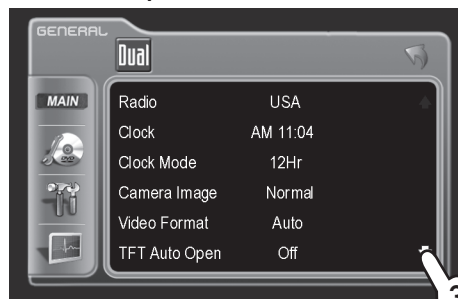 GENERAL
Dual
MAIN
Radio USA
Clock AM 11:04
Clock Mode 12Hr
Camera Image Normal
Video Format Auto
TFT Auto Open Off